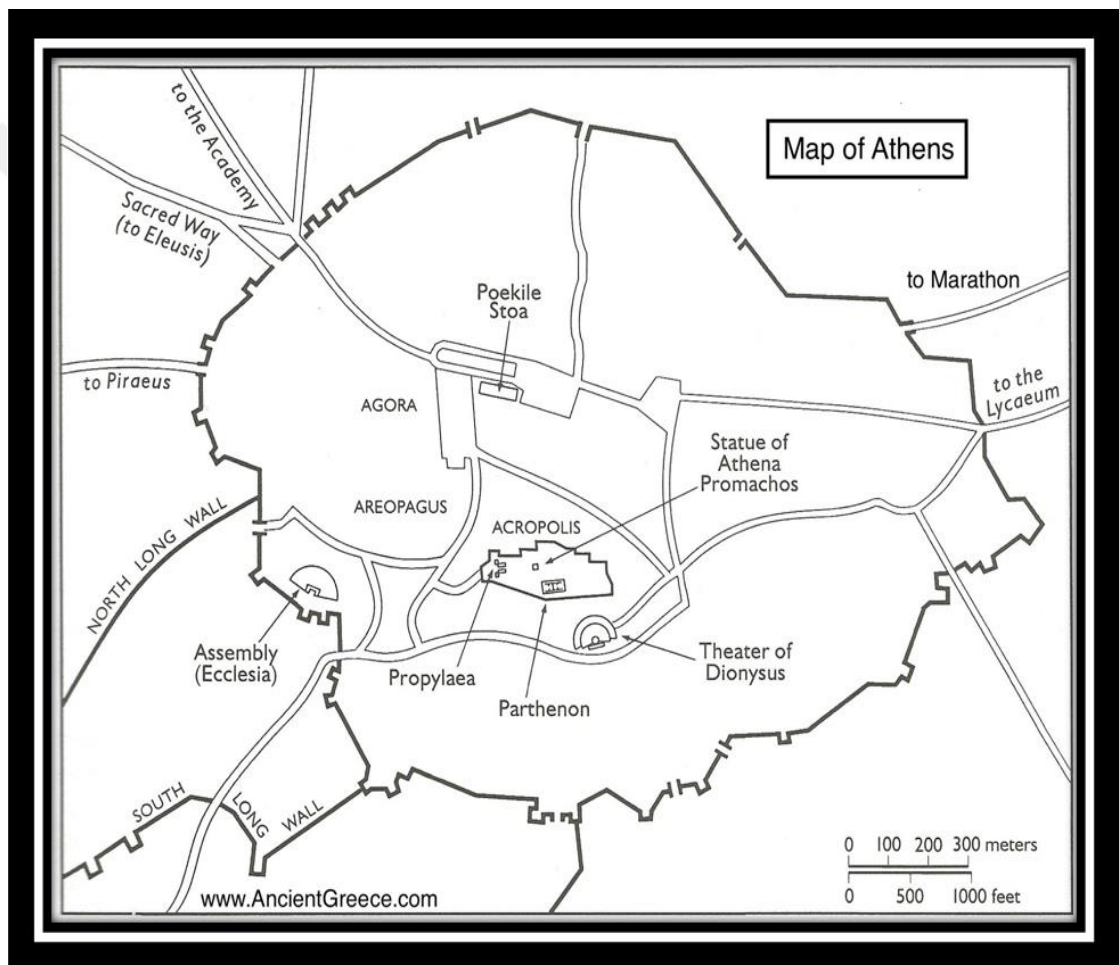 Map of Athens
to the Academy
Sacred Way
(to Eleusis)
to Marathon
Poekile
Stoa
to Piraeus
to the
Lycaeum
AGORA
Statue of
Athena
Promachos
AREOPAGUS
ACROPOLIS
NORTH LONG WALL
Assembly
(Ecclesia)
Propylaea
Parthenon
Theater of
Dionysus
SOUTH LONG WALL
www.AncientGreece.com
0 100 200 300 meters
0 500 1000 feet